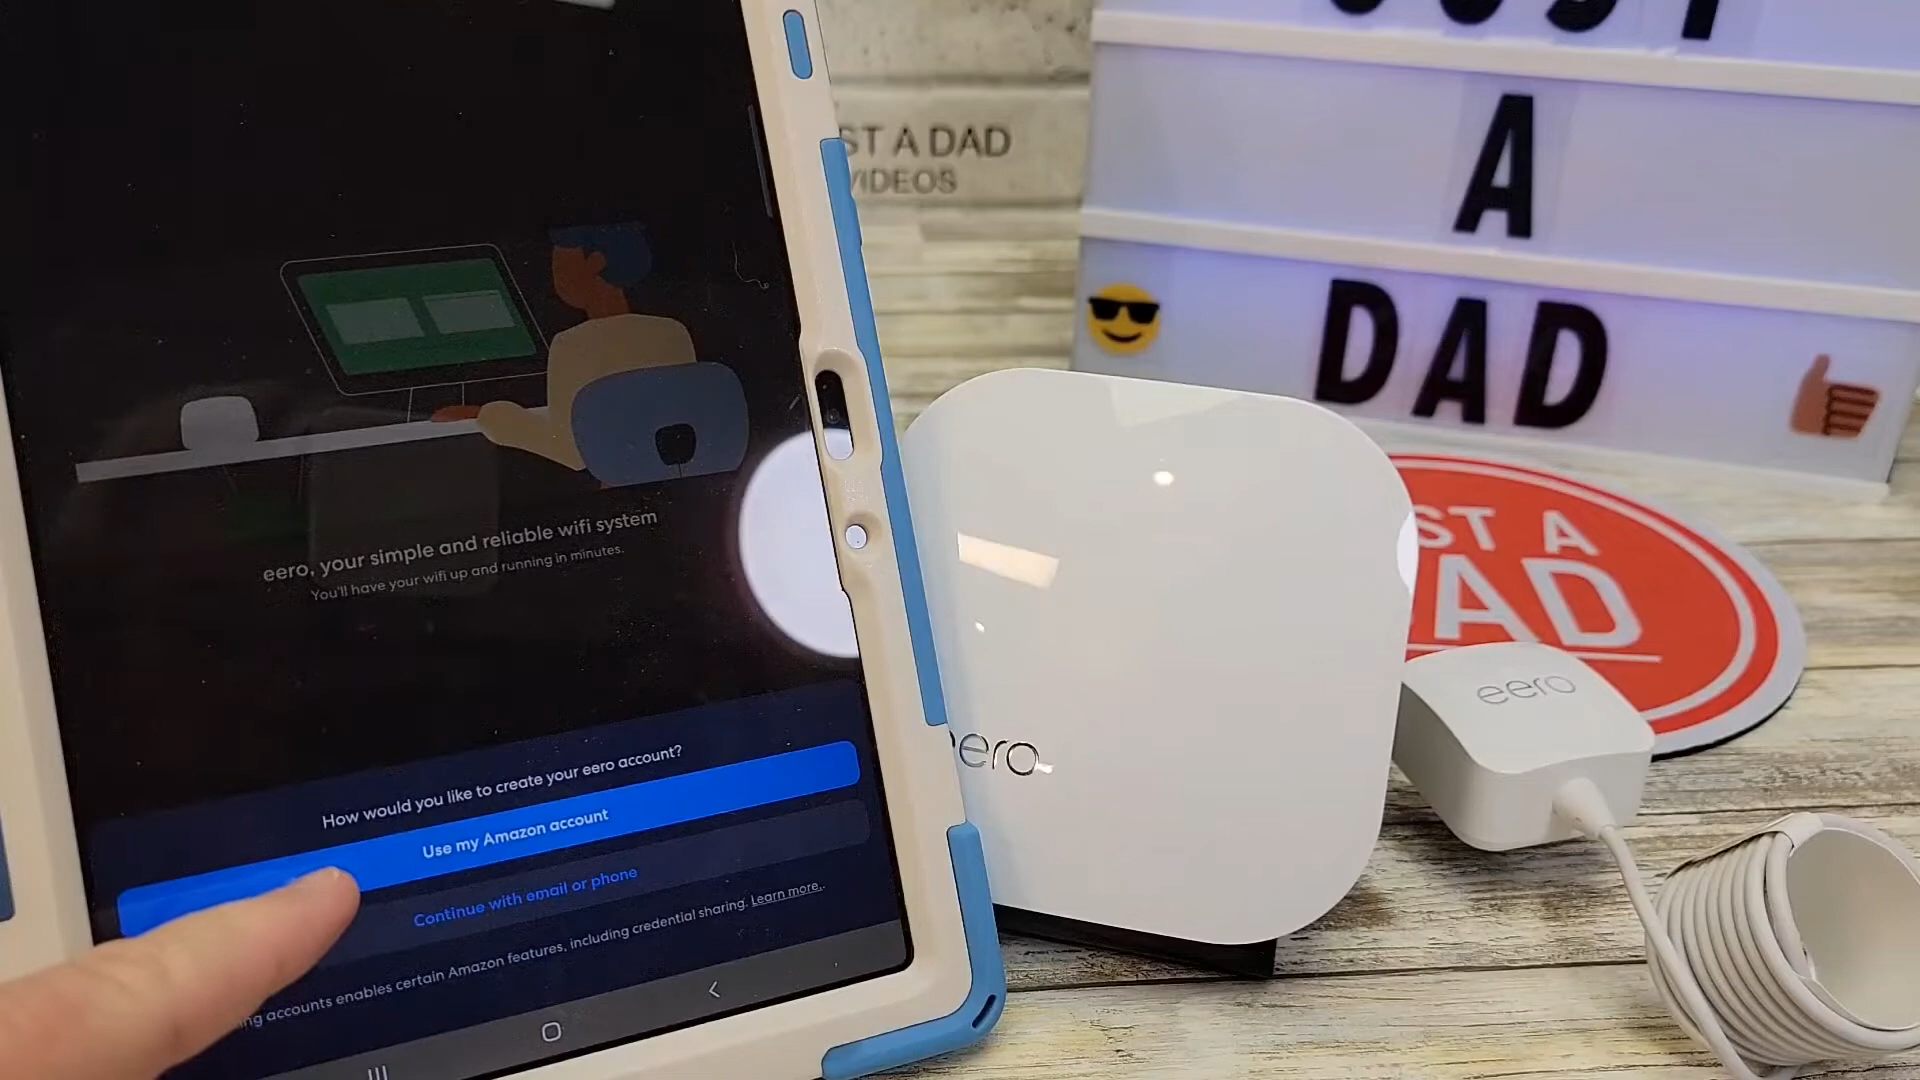 eero, your simple and reliable wifi system
You'll have your wifi up and running in minutes.
How would you like to create your eero account?
Use my Amazon account
Continue with email or phone
accounts enables certain Amazon features, including credential sharing. Learn more.
ST A DAD
VIDEOS
A
DAD
ST A
AD
eero
ero